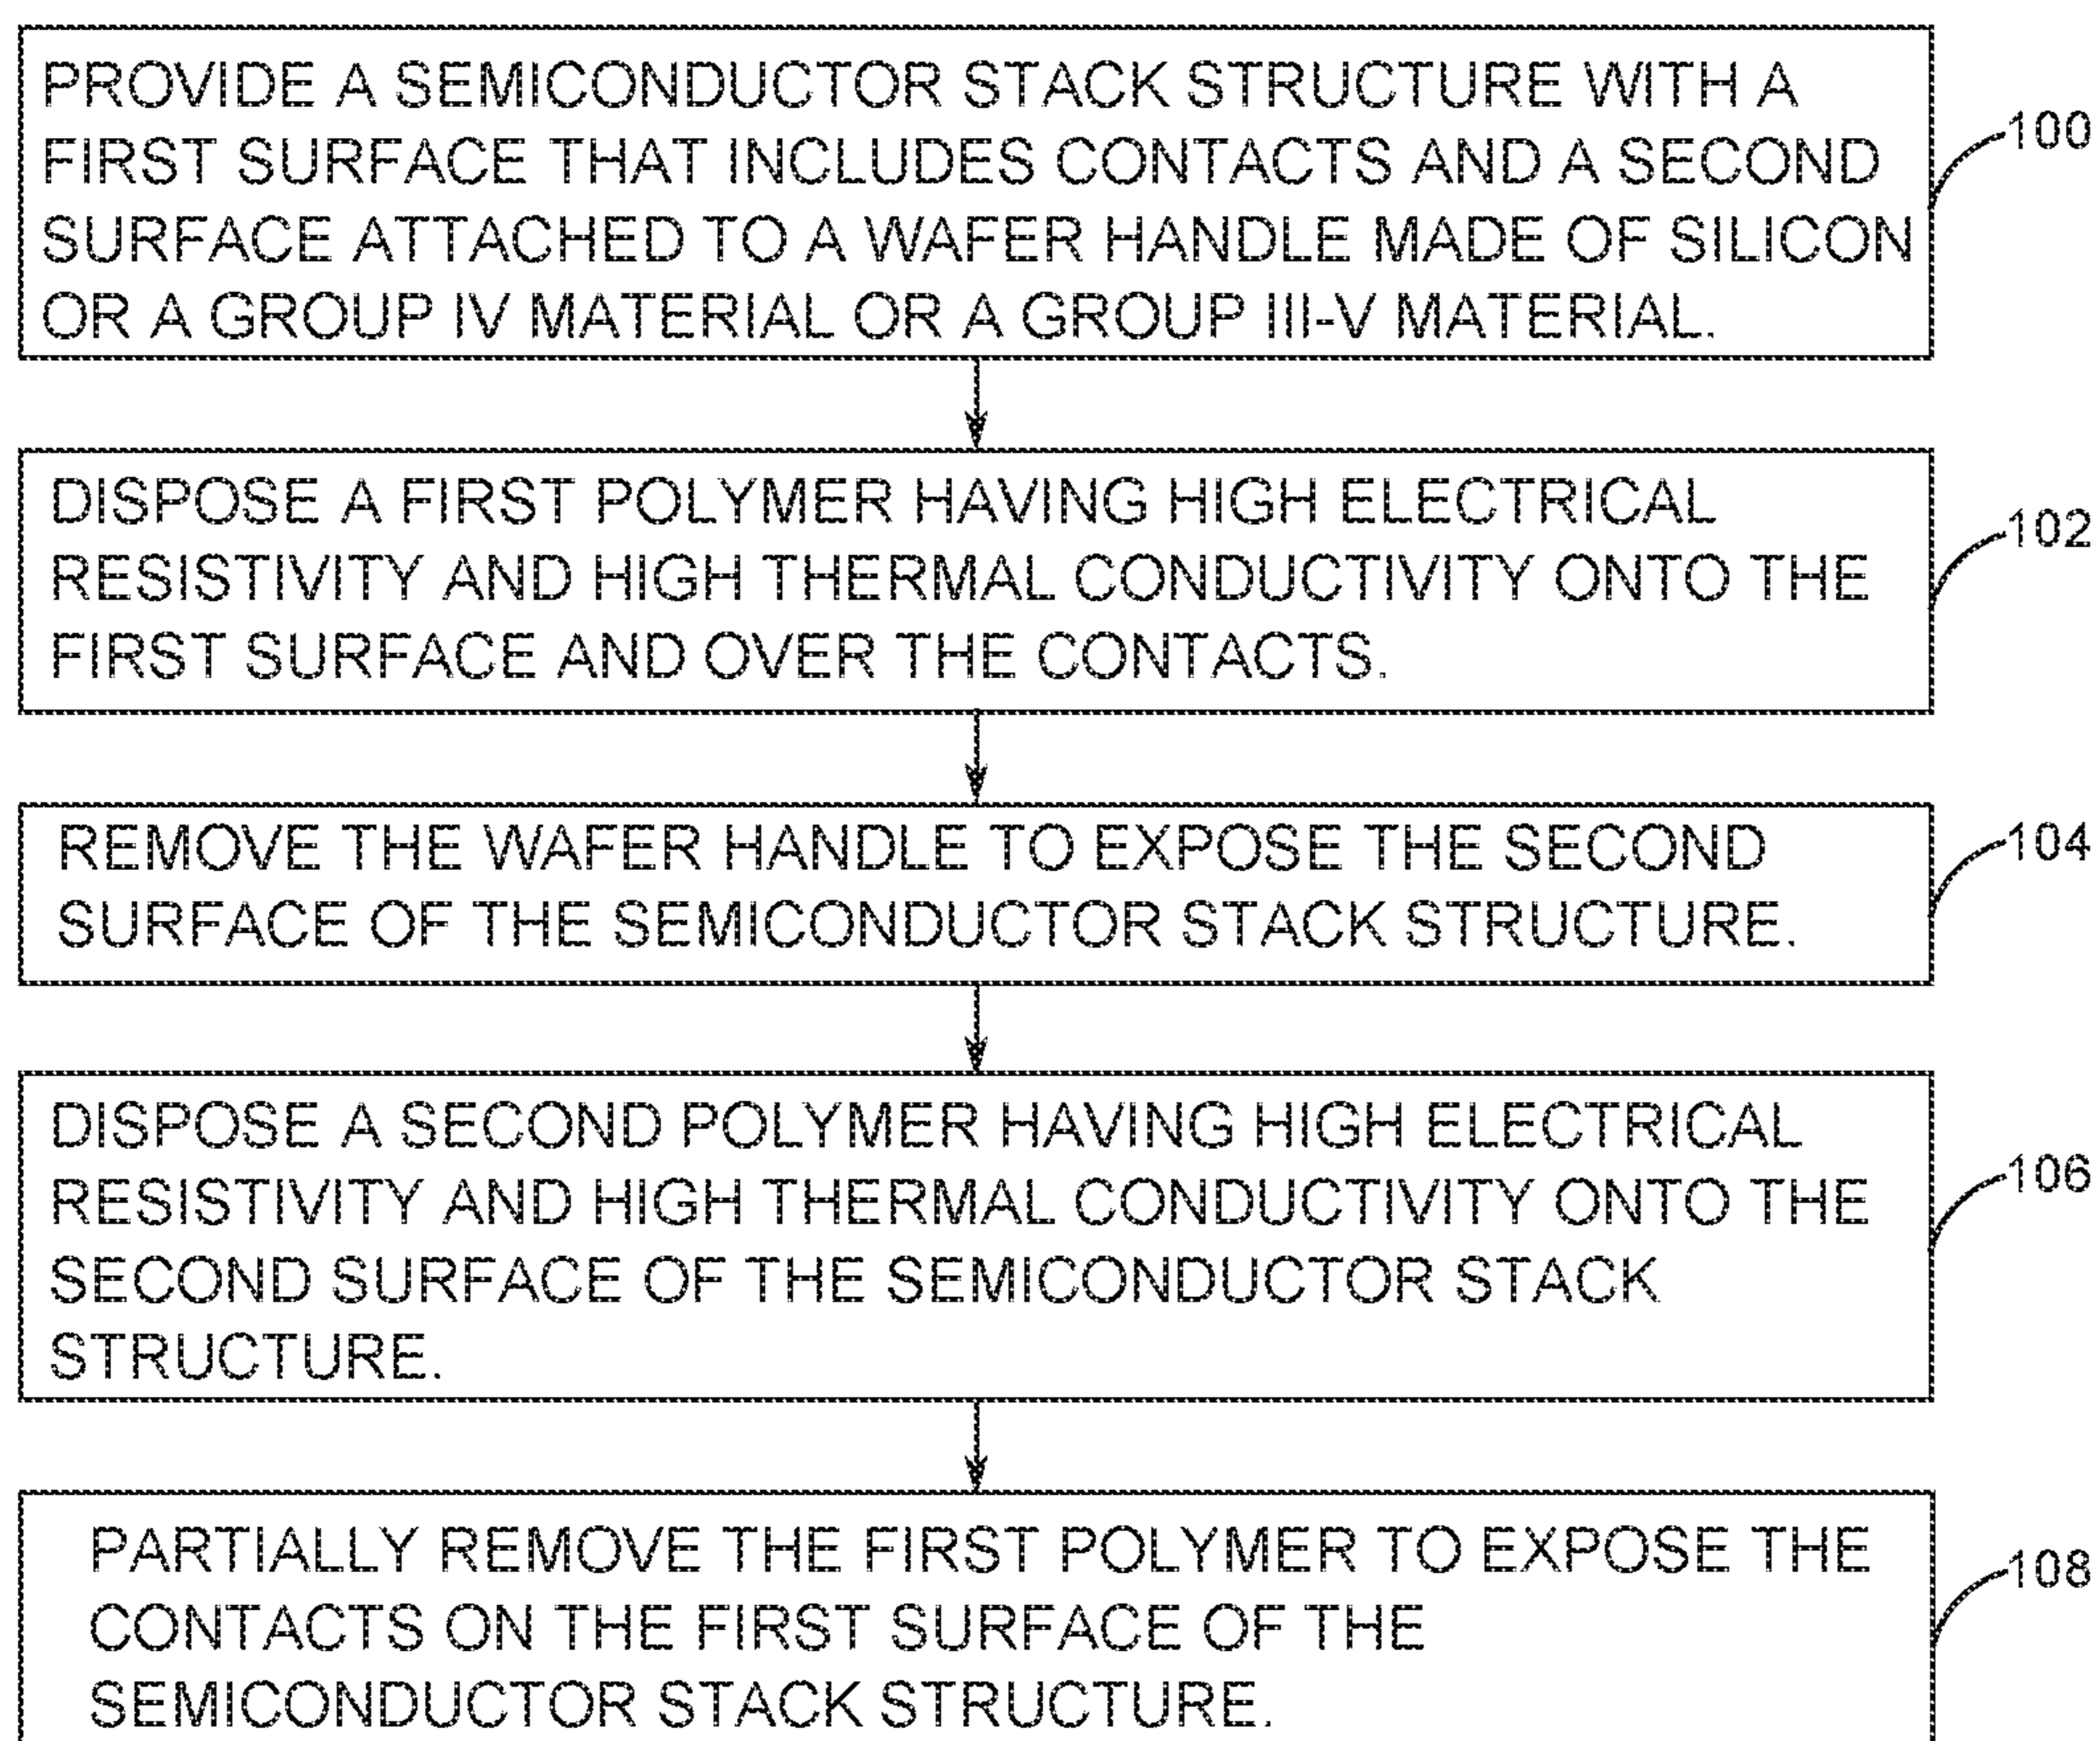 PROVIDE A SEMICONDUCTOR STACK STRUCTURE WITH A
FIRST SURFACE THAT INCLUDES CONTACTS AND A SECOND
SURFACE ATTACHED TO A WAFER HANDLE MADE OF SILICON
OR A GROUP IV MATERIAL OR A GROUP III-V MATERIAL.
100
DISPOSE A FIRST POLYMER HAVING HIGH ELECTRICAL
RESISTIVITY AND HIGH THERMAL CONDUCTIVITY ONTO THE
FIRST SURFACE AND OVER THE CONTACTS.
102
REMOVE THE WAFER HANDLE TO EXPOSE THE SECOND
SURFACE OF THE SEMICONDUCTOR STACK STRUCTURE.
104
DISPOSE A SECOND POLYMER HAVING HIGH ELECTRICAL
RESISTIVITY AND HIGH THERMAL CONDUCTIVITY ONTO THE
SECOND SURFACE OF THE SEMICONDUCTOR STACK
STRUCTURE.
106
PARTIALLY REMOVE THE FIRST POLYMER TO EXPOSE THE
CONTACTS ON THE FIRST SURFACE OF THE
SEMICONDUCTOR STACK STRUCTURE.
108